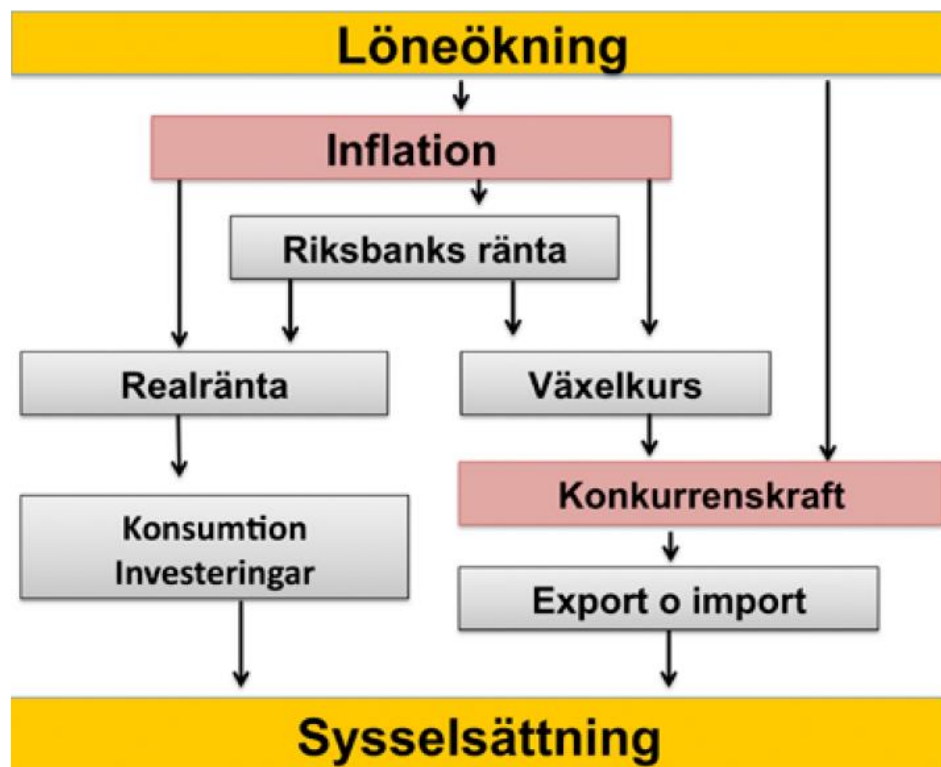 Löneökning
Inflation
Riksbanks ränta
Realränta
Växelkurs
Konkurrenskraft
Konsumtion
Investeringar
Export o import
Sysselsättning